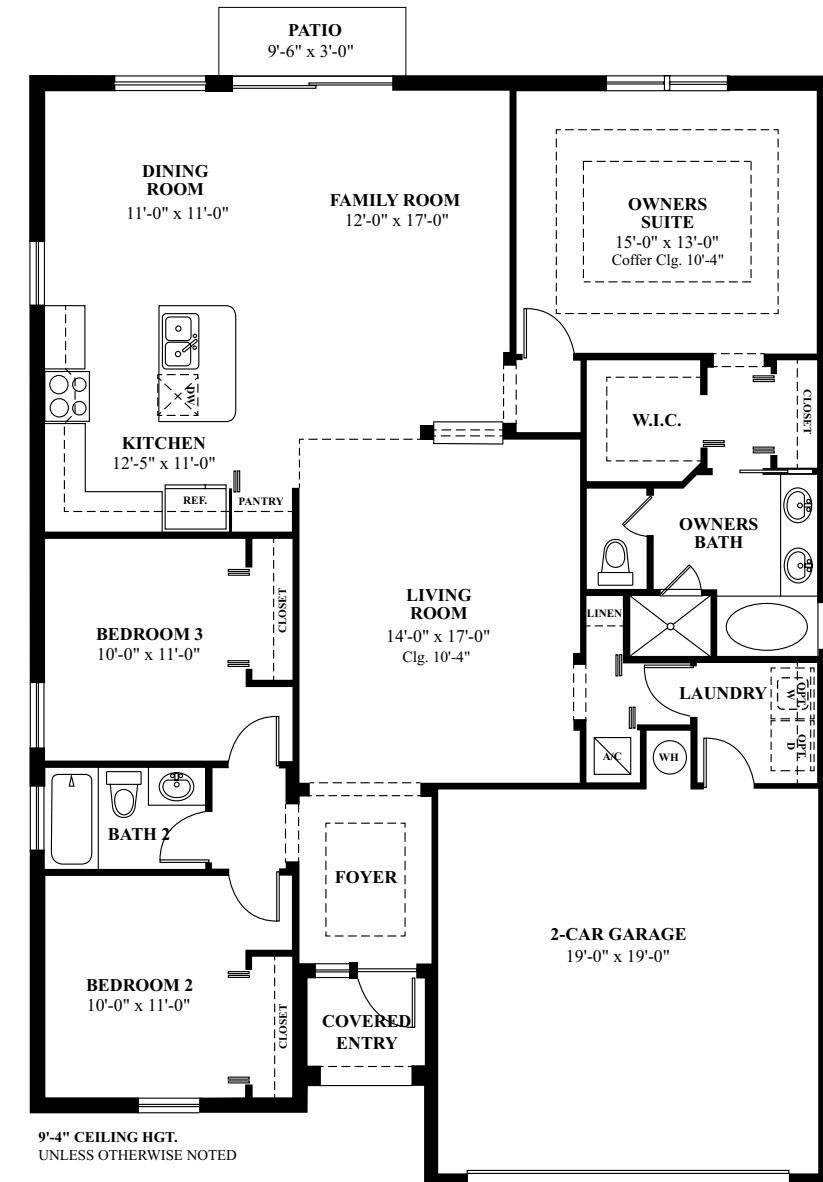 PATIO
9'-6" x 3'-0"
DINING
ROOM
11'-0" x 11'-0"
FAMILY ROOM
12'-0" x 17'-0"
OWNERS
SUITE
15'-0" x 13'-0"
Coffer Clg. 10'-4"
DW
KITCHEN
12'-5" x 11'-0"
REF.
PANTRY
W.I.C.
CLOSET
OWNERS
BATH
LIVING
ROOM
14'-0" x 17'-0"
Clg. 10'-4"
LINEN
BEDROOM 3
10'-0" x 11'-0"
CLOSET
LAUNDRY
OPT.
W
OPT.
D
A/C
WH
BATH 2
FOYER
2-CAR GARAGE
19'-0" x 19'-0"
BEDROOM 2
10'-0" x 11'-0"
CLOSET
COVERED
ENTRY
9'-4" CEILING HGT.
UNLESS OTHERWISE NOTED